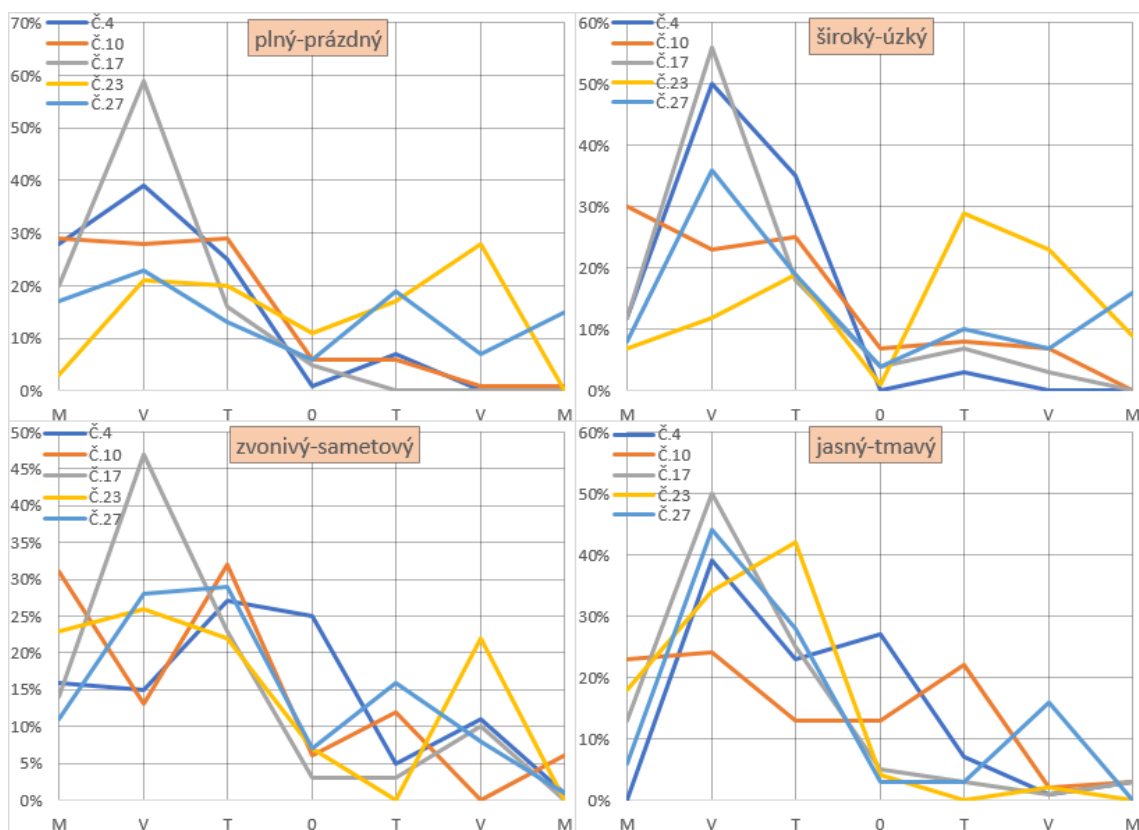 plný-prázdný
Č.4
Č.10
Č.17
Č.23
Č.27
70%
60%
50%
40%
30%
20%
10%
0%
M V T 0 T V M
široký-úzký
Č.4
Č.10
Č.17
Č.23
Č.27
60%
50%
40%
30%
20%
10%
0%
M V T 0 T V M
zvonivý-sametový
Č.4
Č.10
Č.17
Č.23
Č.27
50%
45%
40%
35%
30%
25%
20%
15%
10%
5%
0%
M V T 0 T V M
jasný-tmavý
Č.4
Č.10
Č.17
Č.23
Č.27
60%
50%
40%
30%
20%
10%
0%
M V T 0 T V M